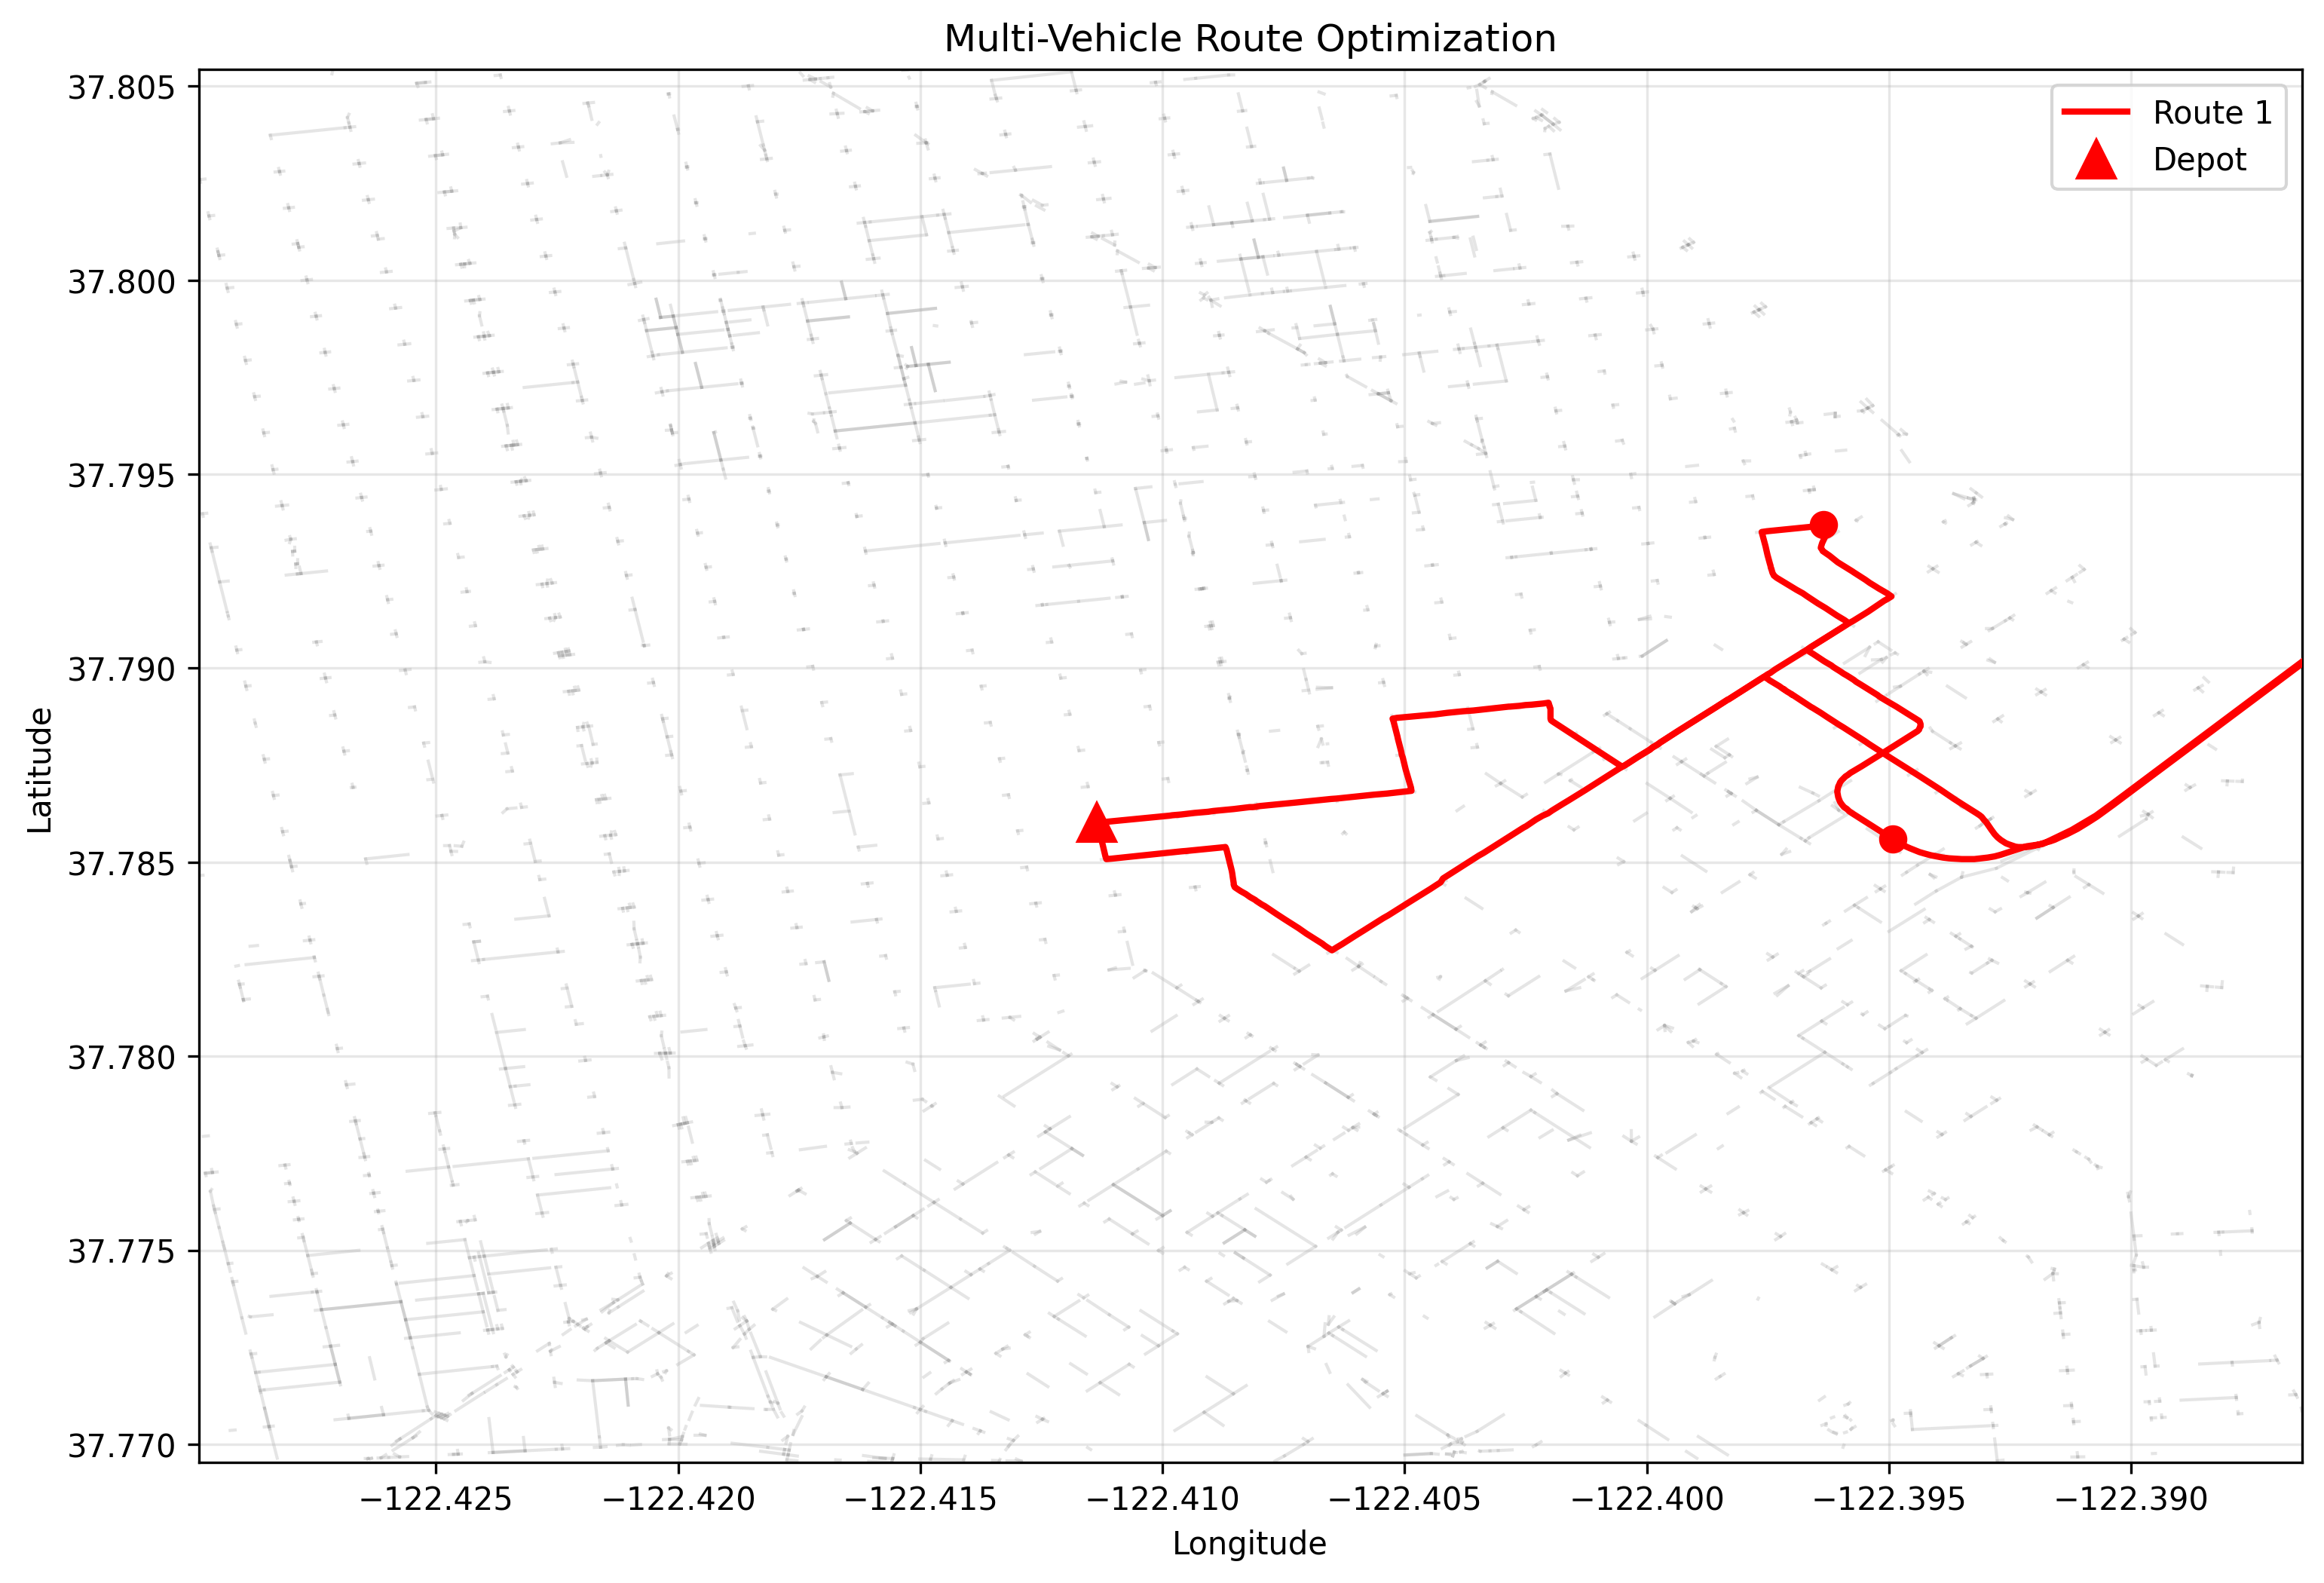 Multi-Vehicle Route Optimization
Route 1
Depot
37.805
37.800
37.795
37.790
37.785
37.780
37.775
37.770
Latitude
−122.425 −122.420 −122.415 −122.410 −122.405 −122.400 −122.395 −122.390
Longitude